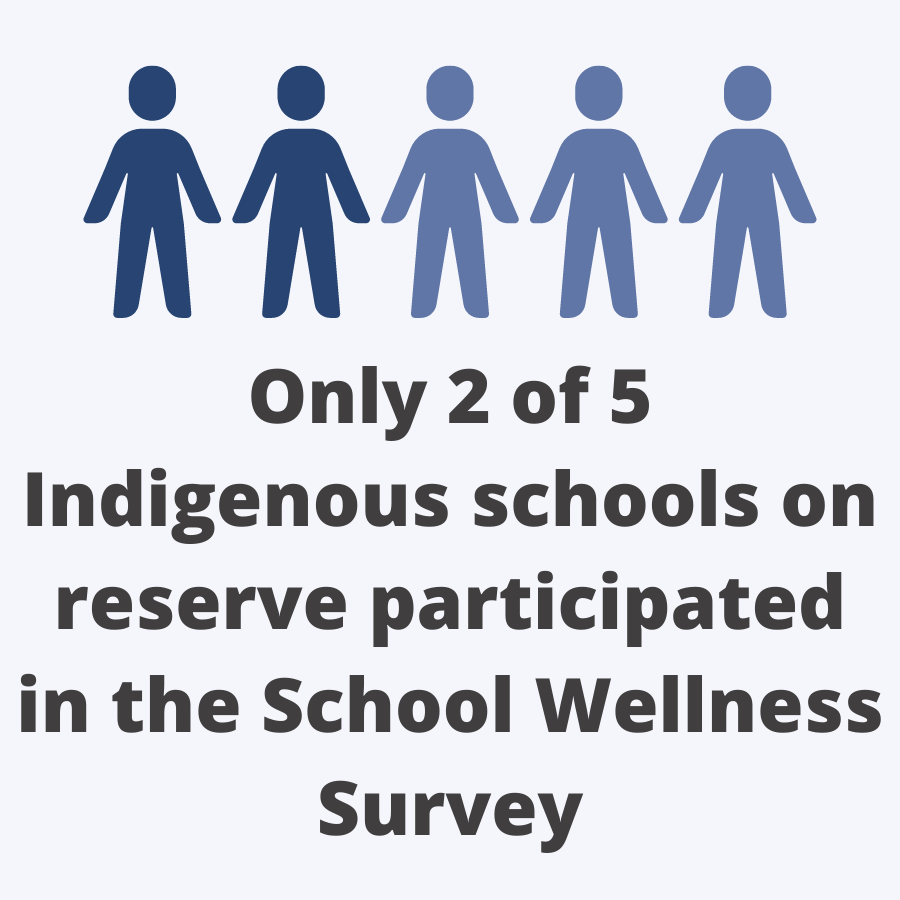 Only 2 of 5
Indigenous schools on
reserve participated
in the School Wellness
Survey